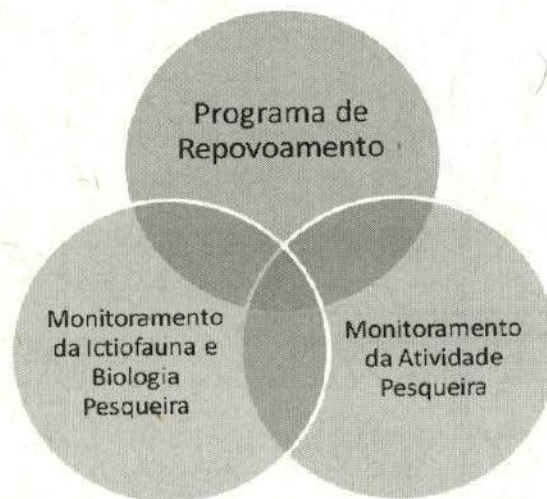 Programa de
Repovoamento
Monitoramento
da Ictiofauna e
Biologia
Pesqueira
Monitoramento
da Atividade
Pesqueira